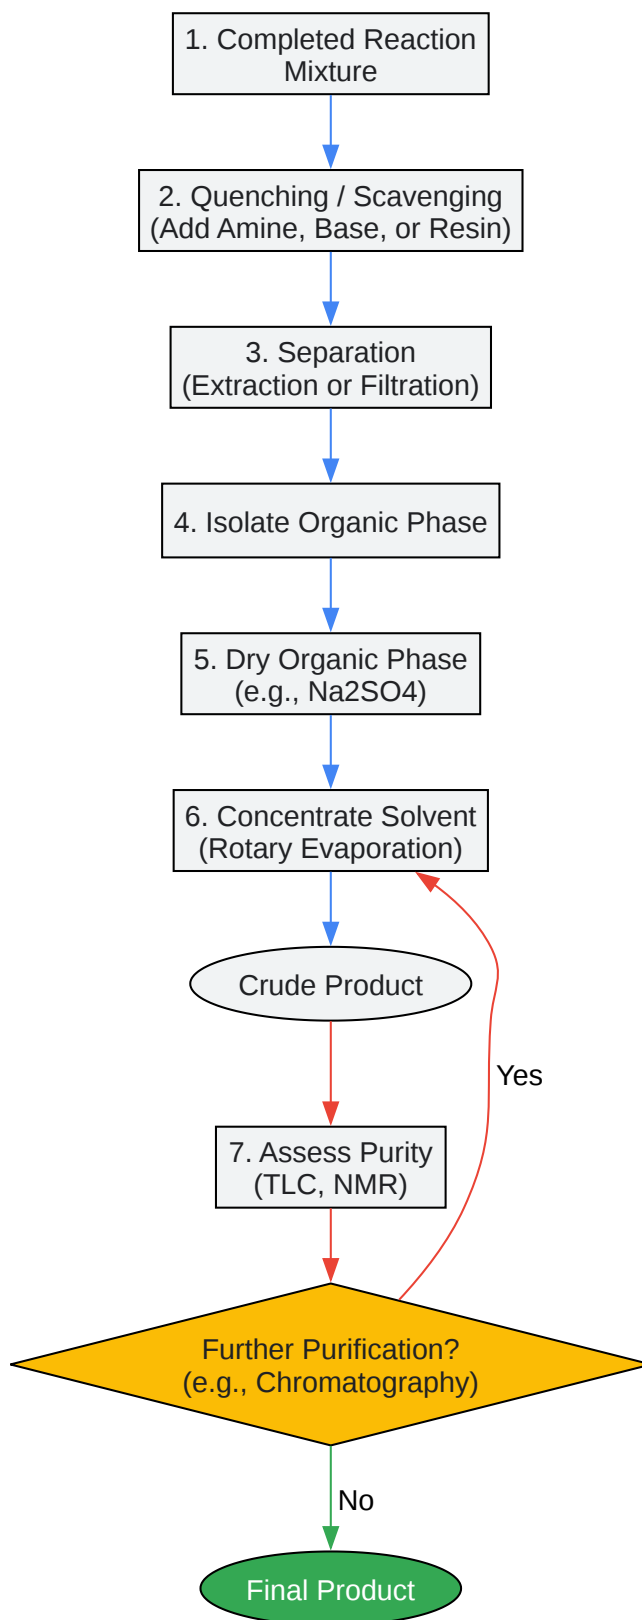 1. Completed Reaction
Mixture
2. Quenching / Scavenging
(Add Amine, Base, or Resin)
3. Separation
(Extraction or Filtration)
4. Isolate Organic Phase
5. Dry Organic Phase
(e.g., Na2SO4)
6. Concentrate Solvent
(Rotary Evaporation)
Crude Product
Yes
7. Assess Purity
(TLC, NMR)
Further Purification?
(e.g., Chromatography)
No
Final Product